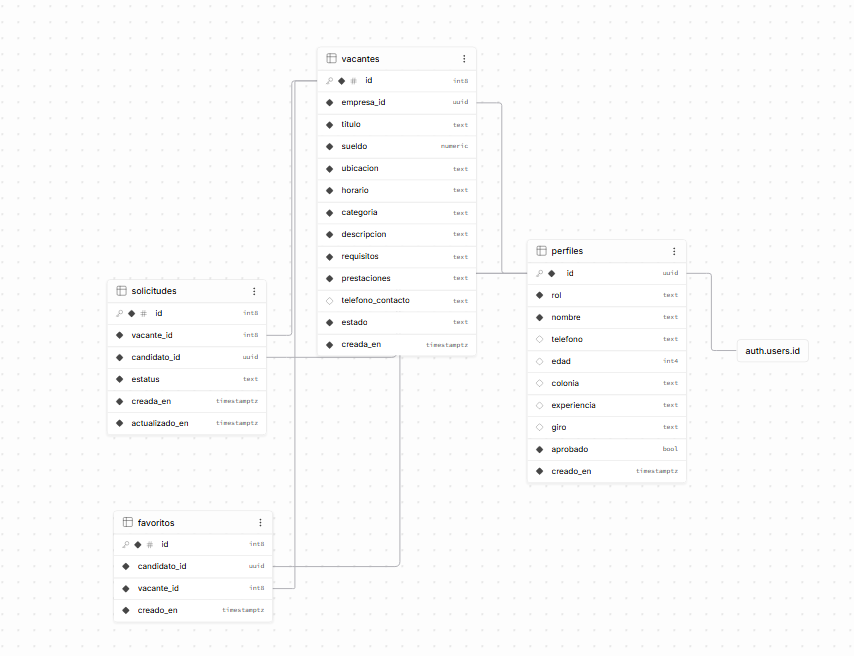 vacantes
id int8
empresa_id uuid
titulo text
sueldo numeric
ubicacion text
horario text
categoria text
descripcion text
requisitos text
prestaciones text
telefono_contacto text
estado text
creada_en timestamptz
perfiles
id uuid
rol text
nombre text
telefono text
edad int4
colonia text
experiencia text
giro text
aprobado bool
creado_en timestamptz
auth.users.id
solicitudes
id int8
vacante_id int8
candidato_id uuid
estatus text
creada_en timestamptz
actualizado_en timestamptz
favoritos
id int8
candidato_id uuid
vacante_id int8
creado_en timestamptz